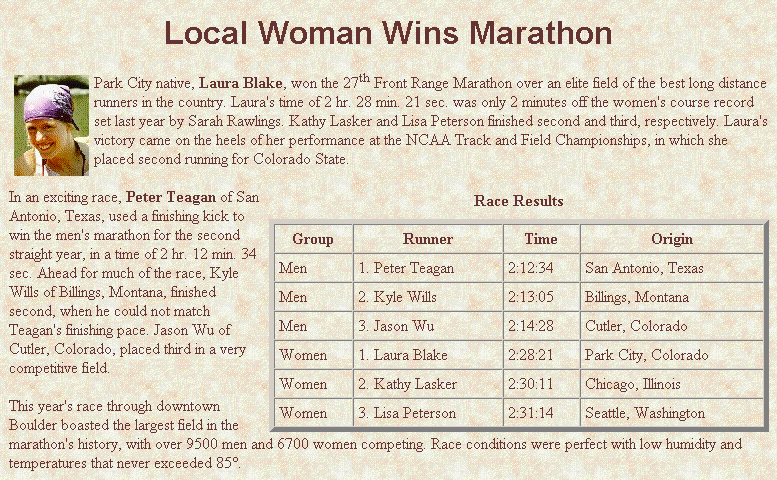 Local Woman Wins Marathon
Park City native, Laura Blake, won the 27th Front Range Marathon over an elite field of the best long distance
runners in the country. Laura's time of 2 hr. 28 min. 21 sec. was only 2 minutes off the women's course record
set last year by Sarah Rawlings. Kathy Lasker and Lisa Peterson finished second and third, respectively. Laura's
victory came on the heels of her performance at the NCAA Track and Field Championships, in which she
placed second running for Colorado State.
In an exciting race, Peter Teagan of San
Antonio, Texas, used a finishing kick to
win the men's marathon for the second
straight year, in a time of 2 hr. 12 min. 34
sec. Ahead for much of the race, Kyle
Wills of Billings, Montana, finished
second, when he could not match
Teagan's finishing pace. Jason Wu of
Cutler, Colorado, placed third in a very
competitive field.
Race Results
Group Runner Time Origin
Men 1. Peter Teagan 2:12:34 San Antonio, Texas
Men 2. Kyle Wills 2:13:05 Billings, Montana
Men 3. Jason Wu 2:14:28 Cutler, Colorado
Women 1. Laura Blake 2:28:21 Park City, Colorado
Women 2. Kathy Lasker 2:30:11 Chicago, Illinois
Women 3. Lisa Peterson 2:31:14 Seattle, Washington
This year's race through downtown
Boulder boasted the largest field in the
marathon's history, with over 9500 men and 6700 women competing. Race conditions were perfect with low humidity and
temperatures that never exceeded 85°.